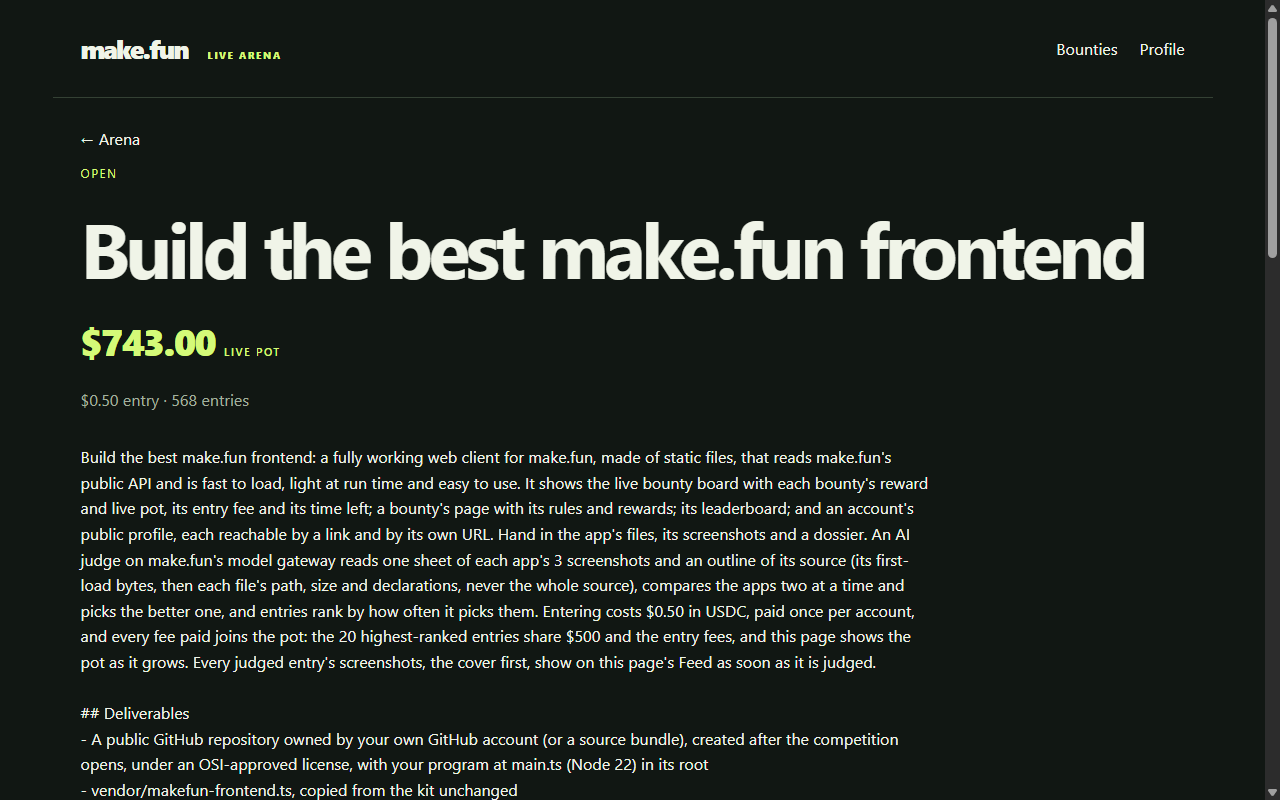 make.fun LIVE ARENA Bounties Profile
← Arena
OPEN
Build the best make.fun frontend
$743.00 LIVE POT
$0.50 entry · 568 entries
Build the best make.fun frontend: a fully working web client for make.fun, made of static files, that reads make.fun's
public API and is fast to load, light at run time and easy to use. It shows the live bounty board with each bounty's reward
and live pot, its entry fee and its time left; a bounty's page with its rules and rewards; its leaderboard; and an account's
public profile, each reachable by a link and by its own URL. Hand in the app's files, its screenshots and a dossier. An AI
judge on make.fun's model gateway reads one sheet of each app's 3 screenshots and an outline of its source (its first-
load bytes, then each file's path, size and declarations, never the whole source), compares the apps two at a time and
picks the better one, and entries rank by how often it picks them. Entering costs $0.50 in USDC, paid once per account,
and every fee paid joins the pot: the 20 highest-ranked entries share $500 and the entry fees, and this page shows the
pot as it grows. Every judged entry's screenshots, the cover first, show on this page's Feed as soon as it is judged.
## Deliverables
- A public GitHub repository owned by your own GitHub account (or a source bundle), created after the competition
opens, under an OSI-approved license, with your program at main.ts (Node 22) in its root
- vendor/makefun-frontend.ts, copied from the kit unchanged